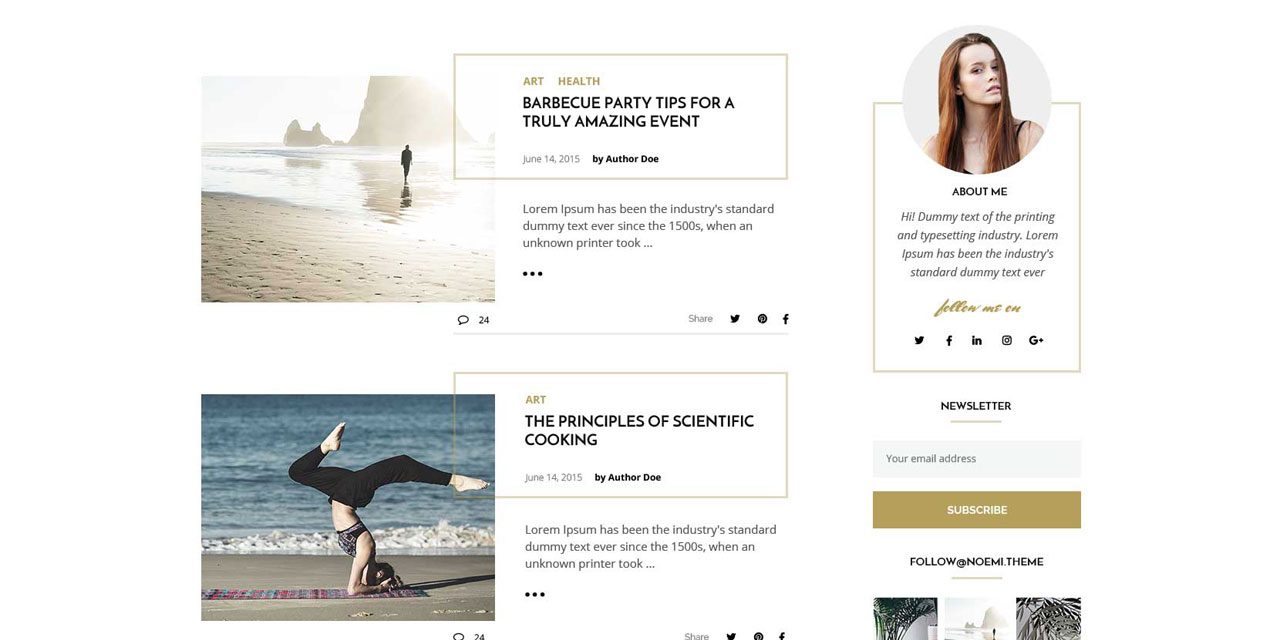 ART HEALTH
BARBECUE PARTY TIPS FOR A
TRULY AMAZING EVENT
June 14, 2015 by Author Doe
Lorem Ipsum has been the industry's standard
dummy text ever since the 1500s, when an
unknown printer took ...
24
Share
ART
THE PRINCIPLES OF SCIENTIFIC
COOKING
June 14, 2015 by Author Doe
Lorem Ipsum has been the industry's standard
dummy text ever since the 1500s, when an
unknown printer took ...
24
Share
ABOUT ME
Hi! Dummy text of the printing
and typesetting industry. Lorem
Ipsum has been the industry's
standard dummy text ever
follow me on
NEWSLETTER
Your email address
SUBSCRIBE
FOLLOW@NOEMI.THEME